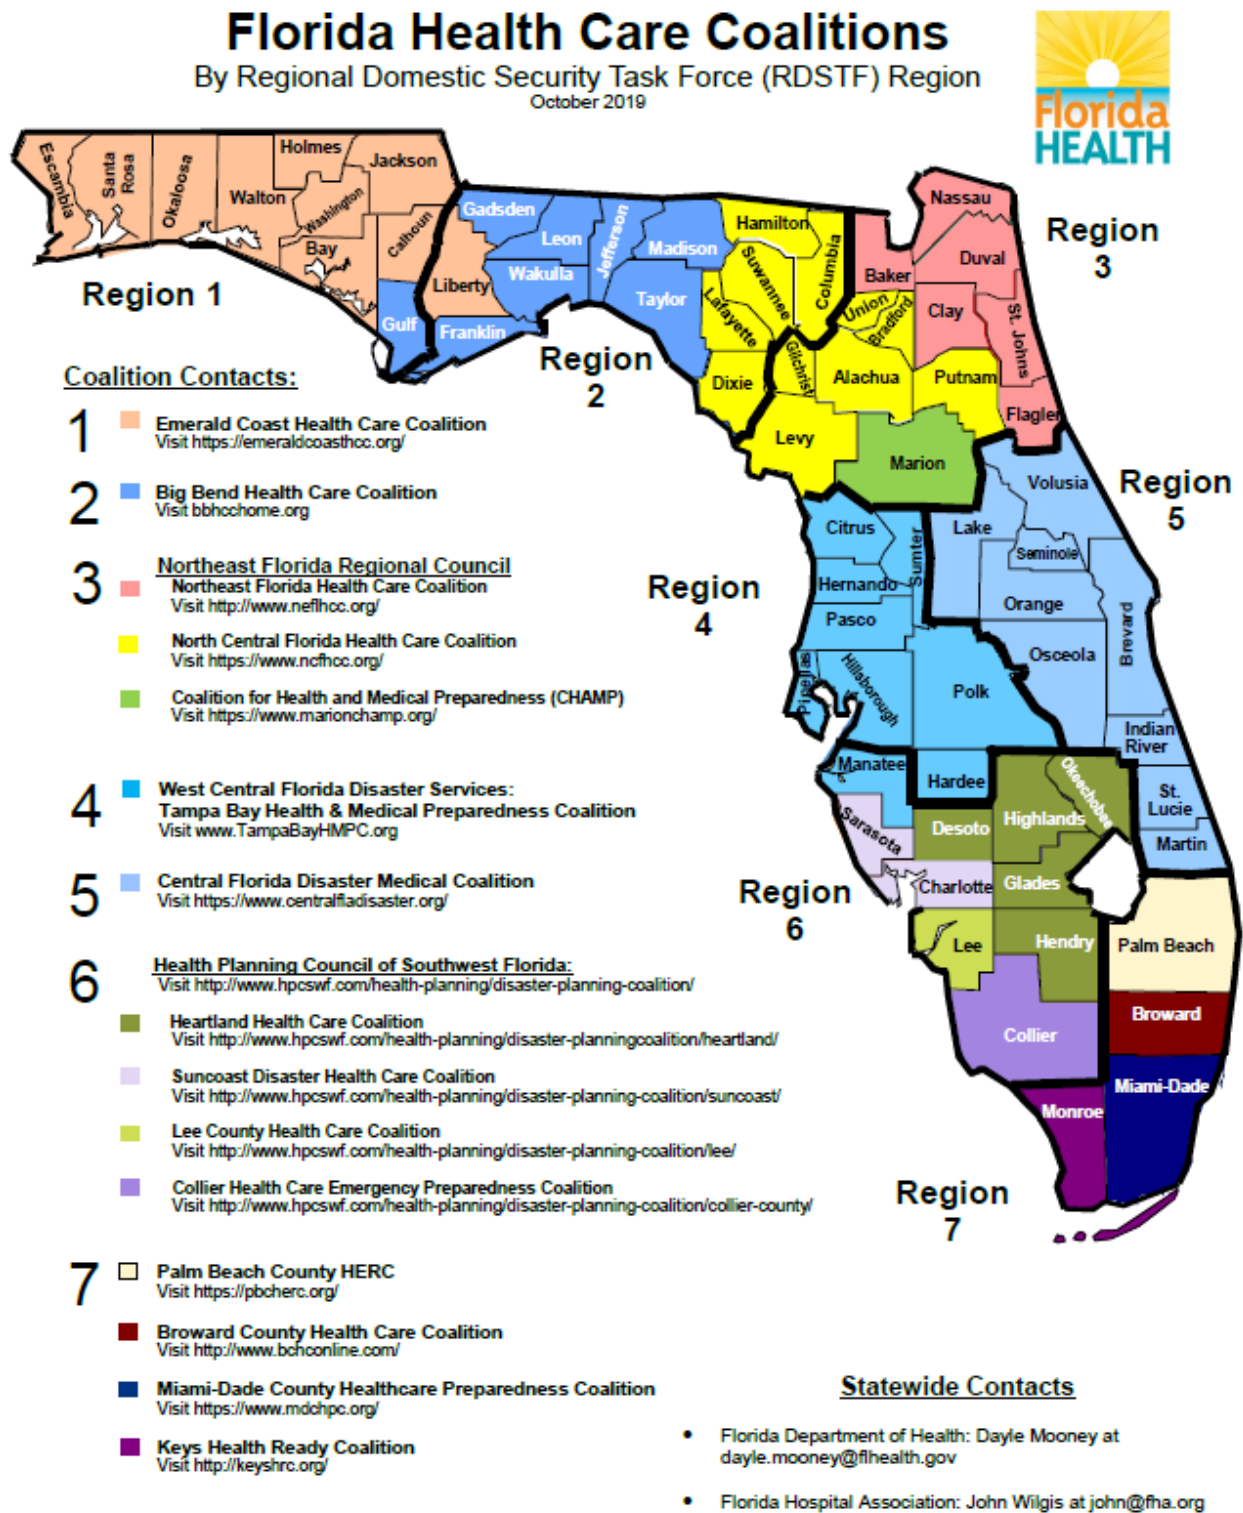 Florida Health Care Coalitions
By Regional Domestic Security Task Force (RDSTF) Region
October 2019
Florida
HEALTH
Escambia
Santa
Rosa
Okaloosa
Walton
Holmes
Washington
Jackson
Bay
Calhoun
Gulf
Region 1
Gadsden
Liberty
Leon
Wakulla
Franklin
Jefferson
Madison
Taylor
Region
2
Hamilton
Suwannee
Columbia
Lafayette
Dixie
Nassau
Duval
Baker
Clay
St. Johns
Union
Bradford
Gilchrist
Alachua
Putnam
Flagler
Levy
Marion
Region
3
Citrus
Sumter
Hernando
Pasco
Pinellas
Hillsborough
Polk
Hardee
Region
4
Volusia
Lake
Seminole
Orange
Osceola
Brevard
Indian
River
St.
Lucie
Martin
Region
5
Manatee
Sarasota
Desoto
Highlands
Okeechobee
Charlotte
Glades
Lee
Hendry
Collier
Region
6
Palm Beach
Broward
Miami-Dade
Monroe
Region
7
Coalition Contacts:
1
Emerald Coast Health Care Coalition
Visit https://emeraldcoasthcc.org/
2
Big Bend Health Care Coalition
Visit bbhcchome.org
3
Northeast Florida Regional Council
Northeast Florida Health Care Coalition
Visit http://www.neflhcc.org/
North Central Florida Health Care Coalition
Visit https://www.ncfhcc.org/
Coalition for Health and Medical Preparedness (CHAMP)
Visit https://www.marionchamp.org/
4
West Central Florida Disaster Services:
Tampa Bay Health & Medical Preparedness Coalition
Visit www.TampaBayHMPC.org
5
Central Florida Disaster Medical Coalition
Visit https://www.centralfladisaster.org/
6
Health Planning Council of Southwest Florida:
Visit http://www.hpcswf.com/health-planning/disaster-planning-coalition/
Heartland Health Care Coalition
Visit http://www.hpcswf.com/health-planning/disaster-planningcoalition/heartland/
Suncoast Disaster Health Care Coalition
Visit http://www.hpcswf.com/health-planning/disaster-planning-coalition/suncoast/
Lee County Health Care Coalition
Visit http://www.hpcswf.com/health-planning/disaster-planning-coalition/lee/
Collier Health Care Emergency Preparedness Coalition
Visit http://www.hpcswf.com/health-planning/disaster-planning-coalition/collier-county/
7
Palm Beach County HERC
Visit https://pbcherc.org/
Broward County Health Care Coalition
Visit http://www.bchconline.com/
Miami-Dade County Healthcare Preparedness Coalition
Visit https://www.mdchpc.org/
Keys Health Ready Coalition
Visit http://keyshrc.org/
Statewide Contacts
• Florida Department of Health: Dayle Mooney at
dayle.mooney@flhealth.gov
• Florida Hospital Association: John Wilgis at john@fha.org